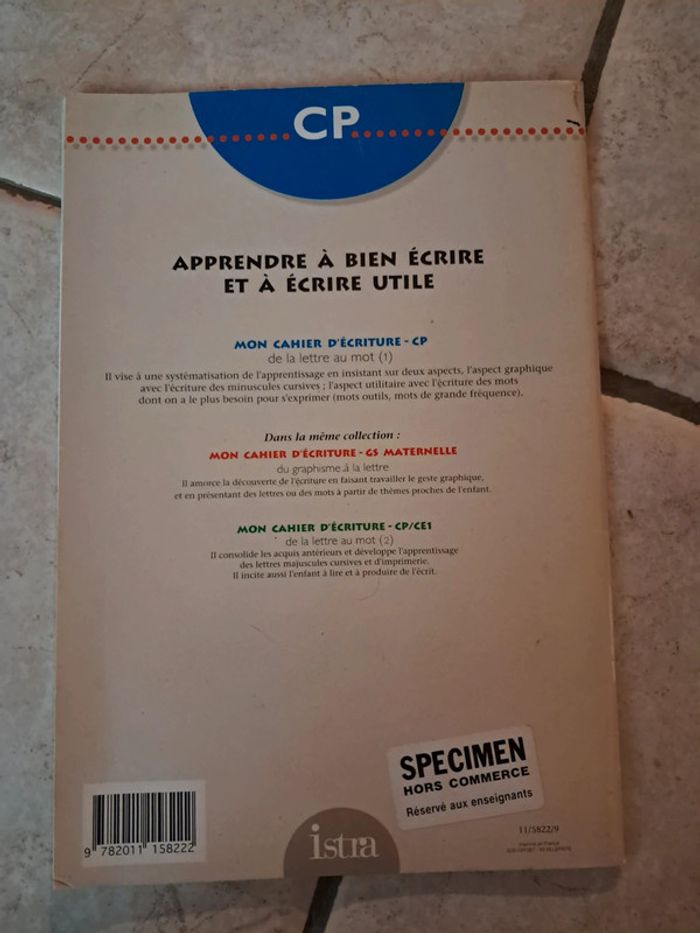 CP
APPRENDRE À BIEN ÉCRIRE
ET À ÉCRIRE UTILE
MON CAHIER D'ÉCRITURE - CP
de la lettre au mot (1)
Il vise à une systématisation de l'apprentissage en insistant sur deux aspects, l'aspect graphique
avec l'écriture des minuscules cursives ; l'aspect utilitaire avec l'écriture des mots
dont on a le plus besoin pour s'exprimer (mots outils, mots de grande fréquence).
Dans la même collection :
MON CAHIER D'ÉCRITURE - GS MATERNELLE
du graphisme à la lettre
Il amorce la découverte de l'écriture en faisant travailler le geste graphique,
et en présentant des lettres ou des mots à partir de thèmes proches de l'enfant.
MON CAHIER D'ÉCRITURE - CP/CE1
de la lettre au mot (2)
Il consolide les acquis antérieurs et développe l'apprentissage
des lettres majuscules cursives et d'imprimerie.
Il incite aussi l'enfant à lire et à produire de l'écrit.
SPECIMEN
HORS COMMERCE
Réservé aux enseignants
11/5822/9
Imprimé en France
9 782011 158222
istra